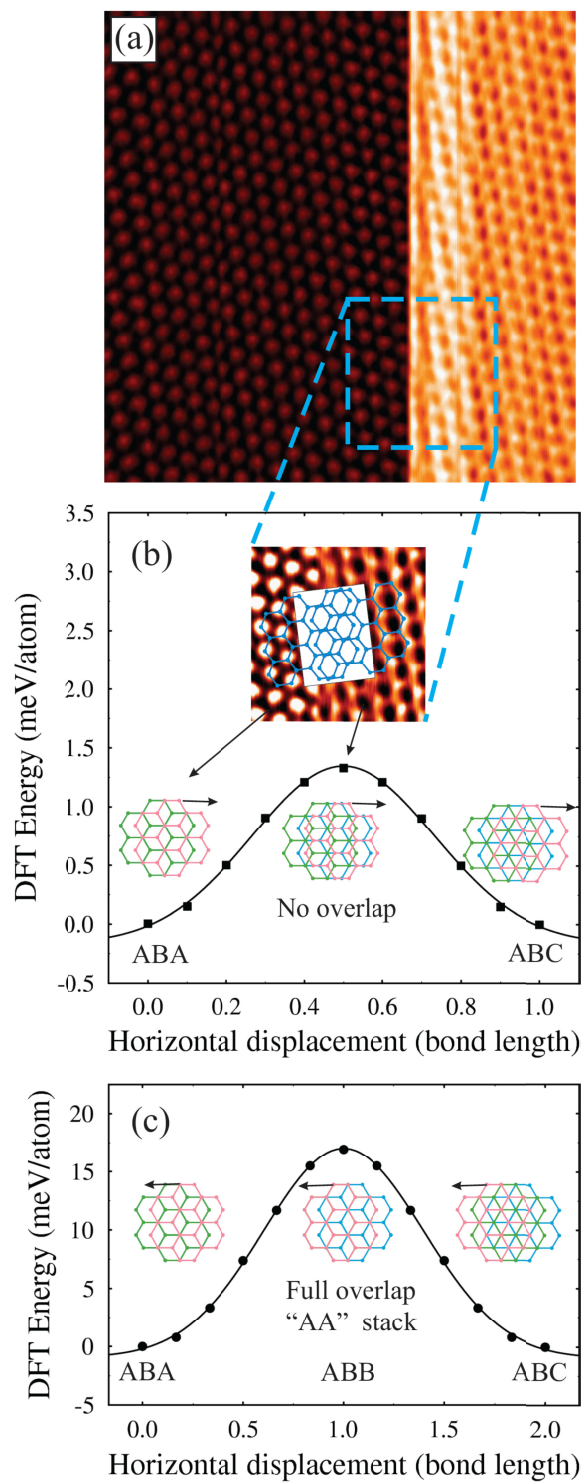 (a)
3.5
3.0
2.5
2.0
1.5
1.0
0.5
0.0
-0.5
DFT Energy (meV/atom)
(b)
No overlap
ABA
ABC
0.0 0.2 0.4 0.6 0.8 1.0
Horizontal displacement (bond length)
20
15
10
5
0
-5
DFT Energy (meV/atom)
(c)
Full overlap
“AA” stack
ABA ABB ABC
0.0 0.5 1.0 1.5 2.0
Horizontal displacement (bond length)